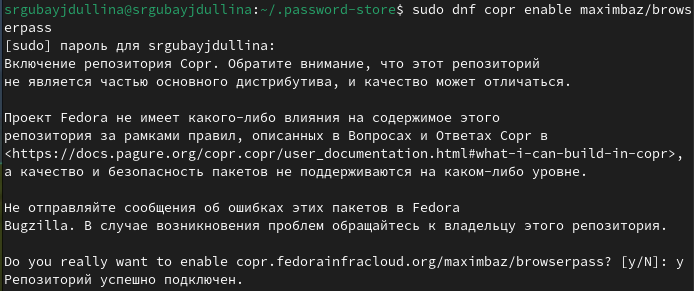 srgubayjdullina@srgubayjdullina:~/.password-store$ sudo dnf copr enable maximbaz/brows
erpass
[sudo] пароль для srgubayjdullina:
Включение репозитория Copr. Обратите внимание, что этот репозиторий
не является частью основного дистрибутива, и качество может отличаться.

Проект Fedora не имеет какого-либо влияния на содержимое этого
репозитория за рамками правил, описанных в Вопросах и Ответах Copr в
<https://docs.pagure.org/copr.copr/user_documentation.html#what-i-can-build-in-copr>,
а качество и безопасность пакетов не поддерживаются на каком-либо уровне.

Не отправляйте сообщения об ошибках этих пакетов в Fedora
Bugzilla. В случае возникновения проблем обращайтесь к владельцу этого репозитория.

Do you really want to enable copr.fedorainfracloud.org/maximbaz/browserpass? [y/N]: y
Репозиторий успешно подключен.